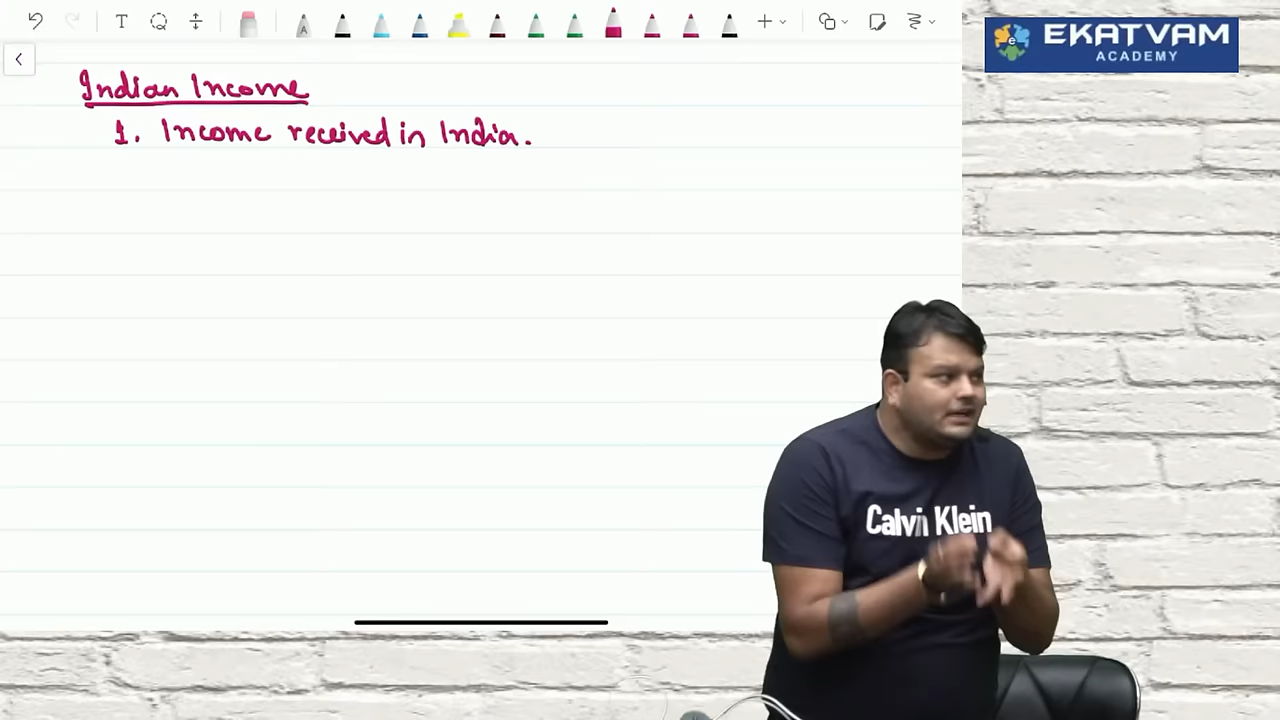 EKATVAM
ACADEMY
Indian Income
1. Income received in India.
Calvin Klein